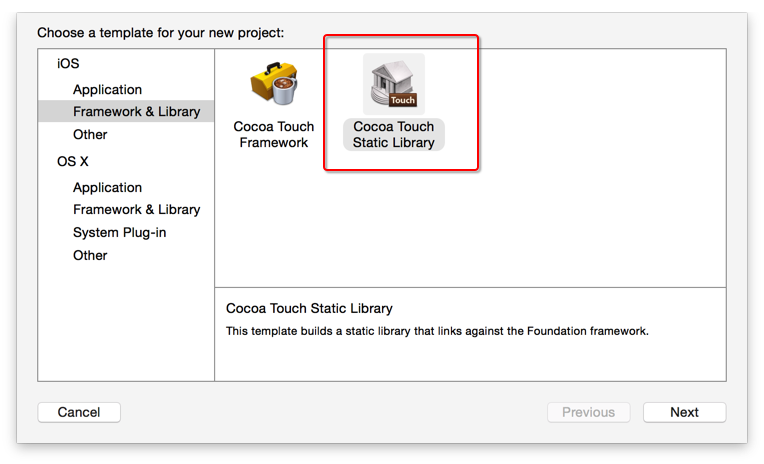 Choose a template for your new project:
iOS
Application
Framework & Library
Other
OS X
Application
Framework & Library
System Plug-in
Other
Cocoa Touch
Framework
Touch
Cocoa Touch
Static Library
Cocoa Touch Static Library
This template builds a static library that links against the Foundation framework.
Cancel
Previous
Next